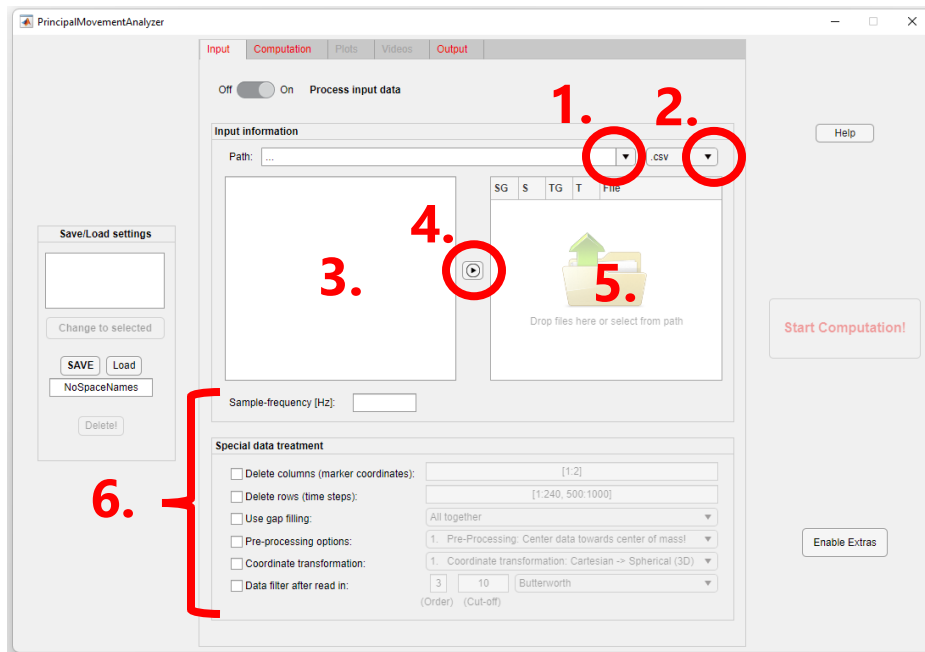 PrincipalMovementAnalyzer
Input Computation Plots Videos Output
Off On Process input data
1. 2.
Input information
Help
Path: ... .csv
SG S TG T File
4.
Save/Load settings
3. 5.
Drop files here or select from path
Change to selected
Start Computation!
SAVE Load
NoSpaceNames
Sample-frequency [Hz]:
Delete!
Special data treatment
Delete columns (marker coordinates): [1:2]
6.
Delete rows (time steps): [1:240, 500:1000]
Use gap filling: All together
Pre-processing options: 1. Pre-Processing: Center data towards center of mass!
Enable Extras
Coordinate transformation: 1. Coordinate transformation: Cartesian -> Spherical (3D)
Data filter after read in: 3 10 Butterworth
(Order) (Cut-off)